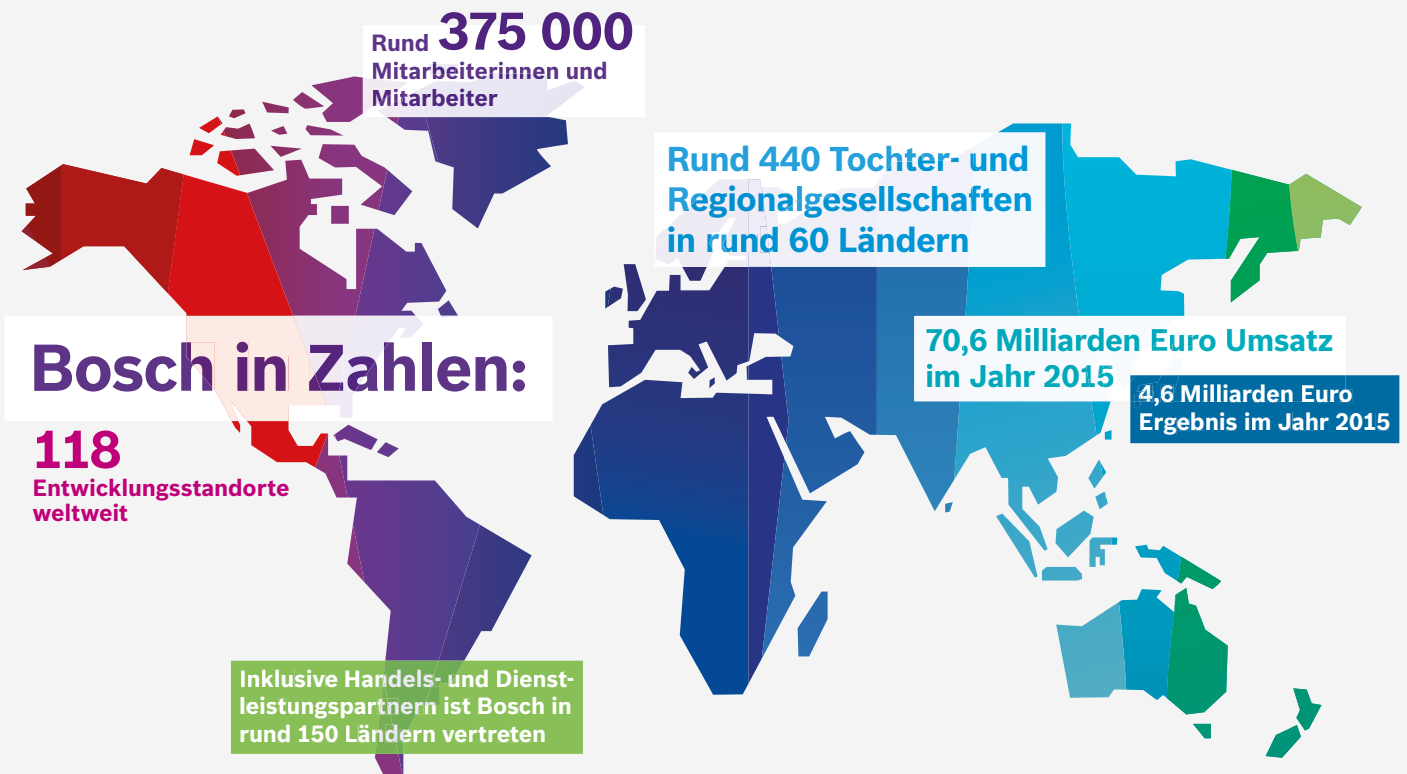 Rund 375 000
Mitarbeiterinnen und
Mitarbeiter
Rund 440 Tochter- und
Regionalgesellschaften
in rund 60 Ländern
Bosch in Zahlen:
70,6 Milliarden Euro Umsatz
im Jahr 2015
4,6 Milliarden Euro
Ergebnis im Jahr 2015
118
Entwicklungsstandorte
weltweit
Inklusive Handels- und Dienst-
leistungspartnern ist Bosch in
rund 150 Ländern vertreten